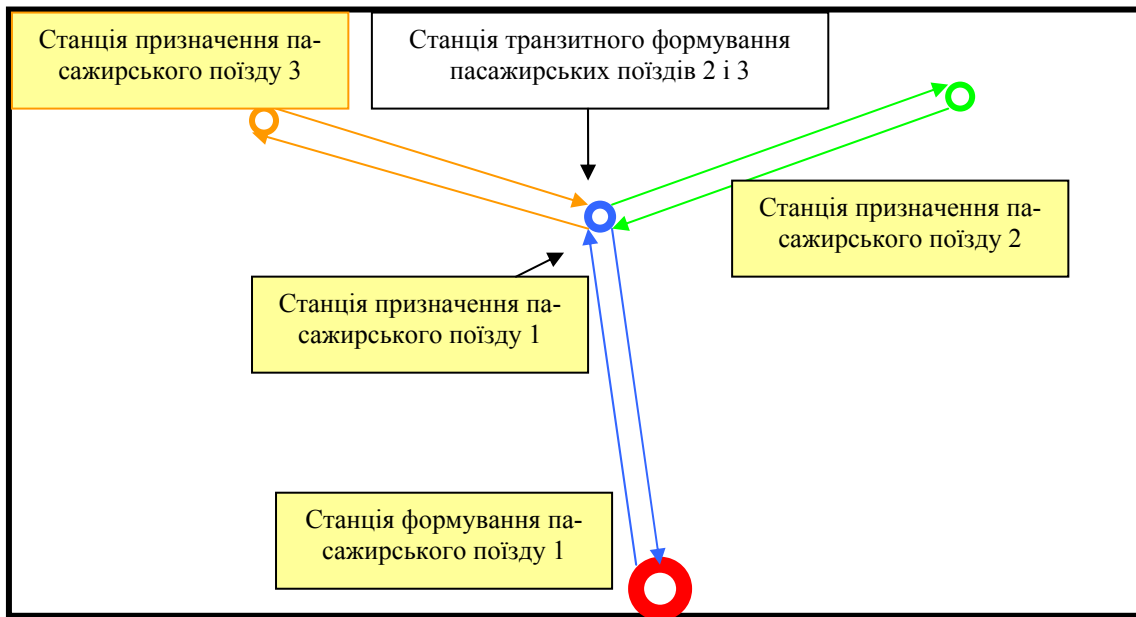 Станція призначення па-
сажирського поїзду 3
Станція транзитного формування
пасажирських поїздів 2 і 3
Станція призначення па-
сажирського поїзду 2
Станція призначення па-
сажирського поїзду 1
Станція формування па-
сажирського поїзду 1